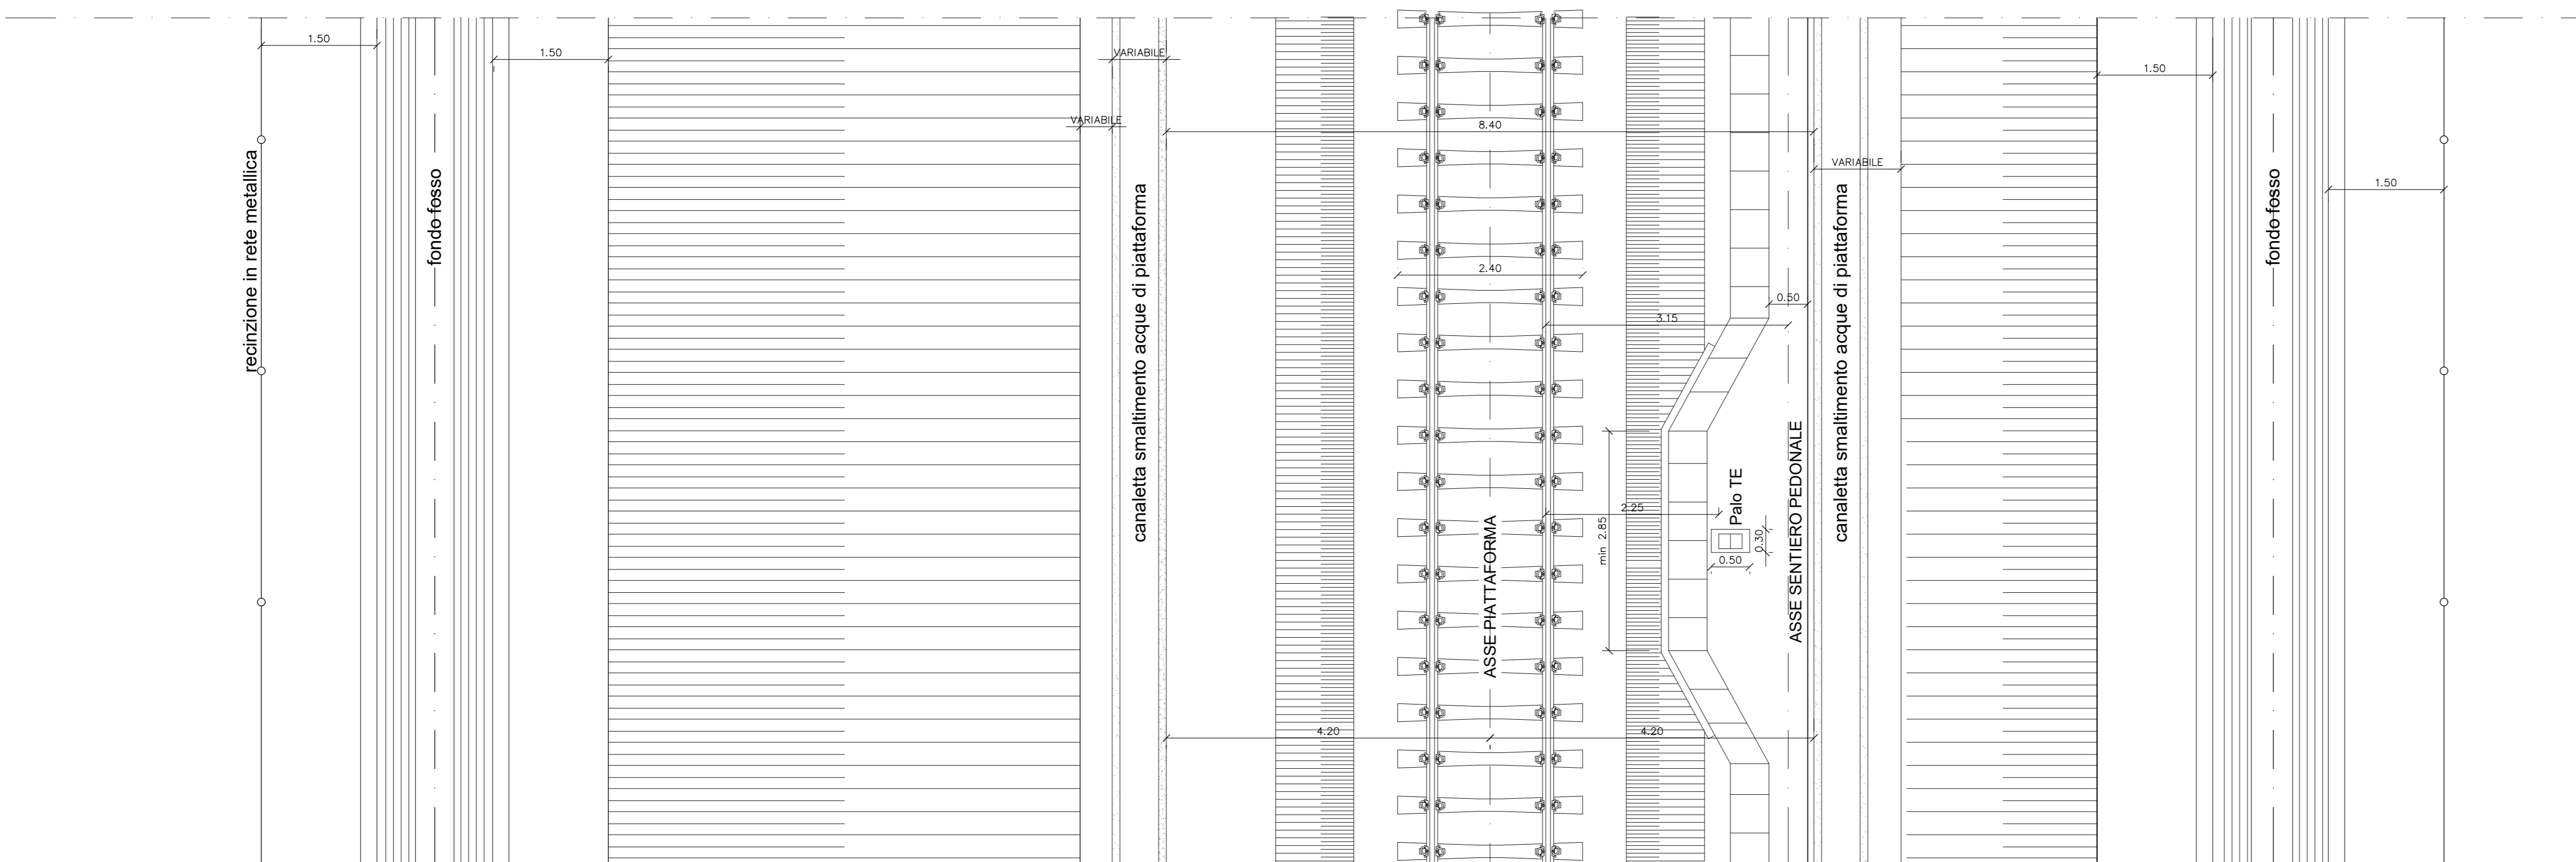 1.50
1.50
VARIABILE
VARIABILE
8.40
VARIABILE
1.50
1.50
recinzione in rete metallica
fondo fosso
canaletta smaltimento acque di piattaforma
2.40
0.50
3.15
canaletta smaltimento acque di piattaforma
fondo fosso
ASSE PIATTAFORMA
min 2.85
2.25
Palo TE
0.30
0.50
ASSE SENTIERO PEDONALE
4.20
4.20